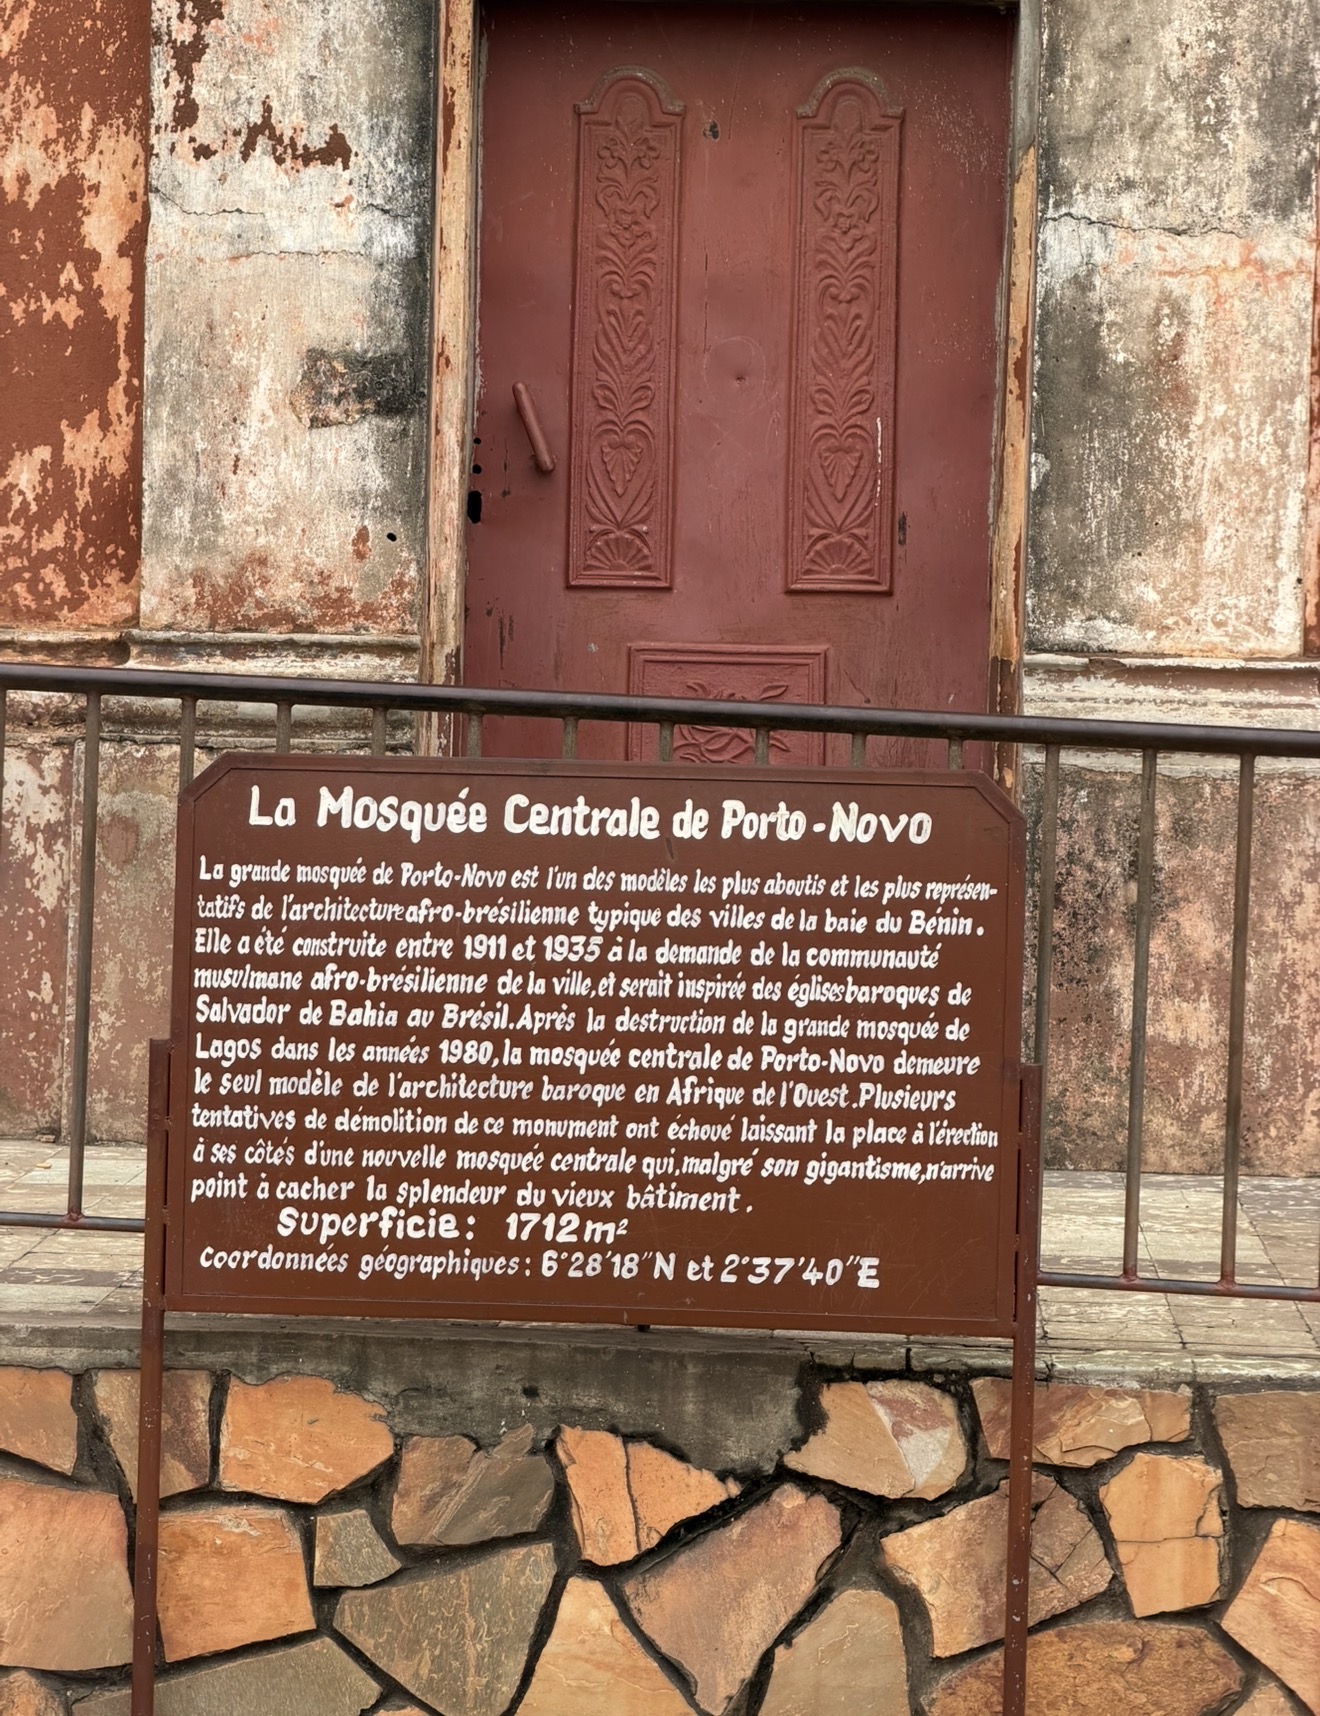 La Mosquée Centrale de Porto-Novo
La grande mosquée de Porto-Novo est l'un des modèles les plus aboutis et les plus représen-
tatifs de l'architecture afro-brésilienne typique des villes de la baie du Bénin.
Elle a été construite entre 1911 et 1935 à la demande de la communauté
musulmane afro-brésilienne de la ville, et serait inspirée des églises baroques de
Salvador de Bahia au Brésil. Après la destruction de la grande mosquée de
Lagos dans les années 1980, la mosquée centrale de Porto-Novo demeure
le seul modèle de l'architecture baroque en Afrique de l'Ouest. Plusieurs
tentatives de démolition de ce monument ont échoué laissant la place à l'érection
à ses côtés d'une nouvelle mosquée centrale qui, malgré son gigantisme, n'arrive
point à cacher la splendeur du vieux bâtiment.
Superficie: 1712m²
Coordonnées géographiques: 6°28'18"N et 2°37'40"E